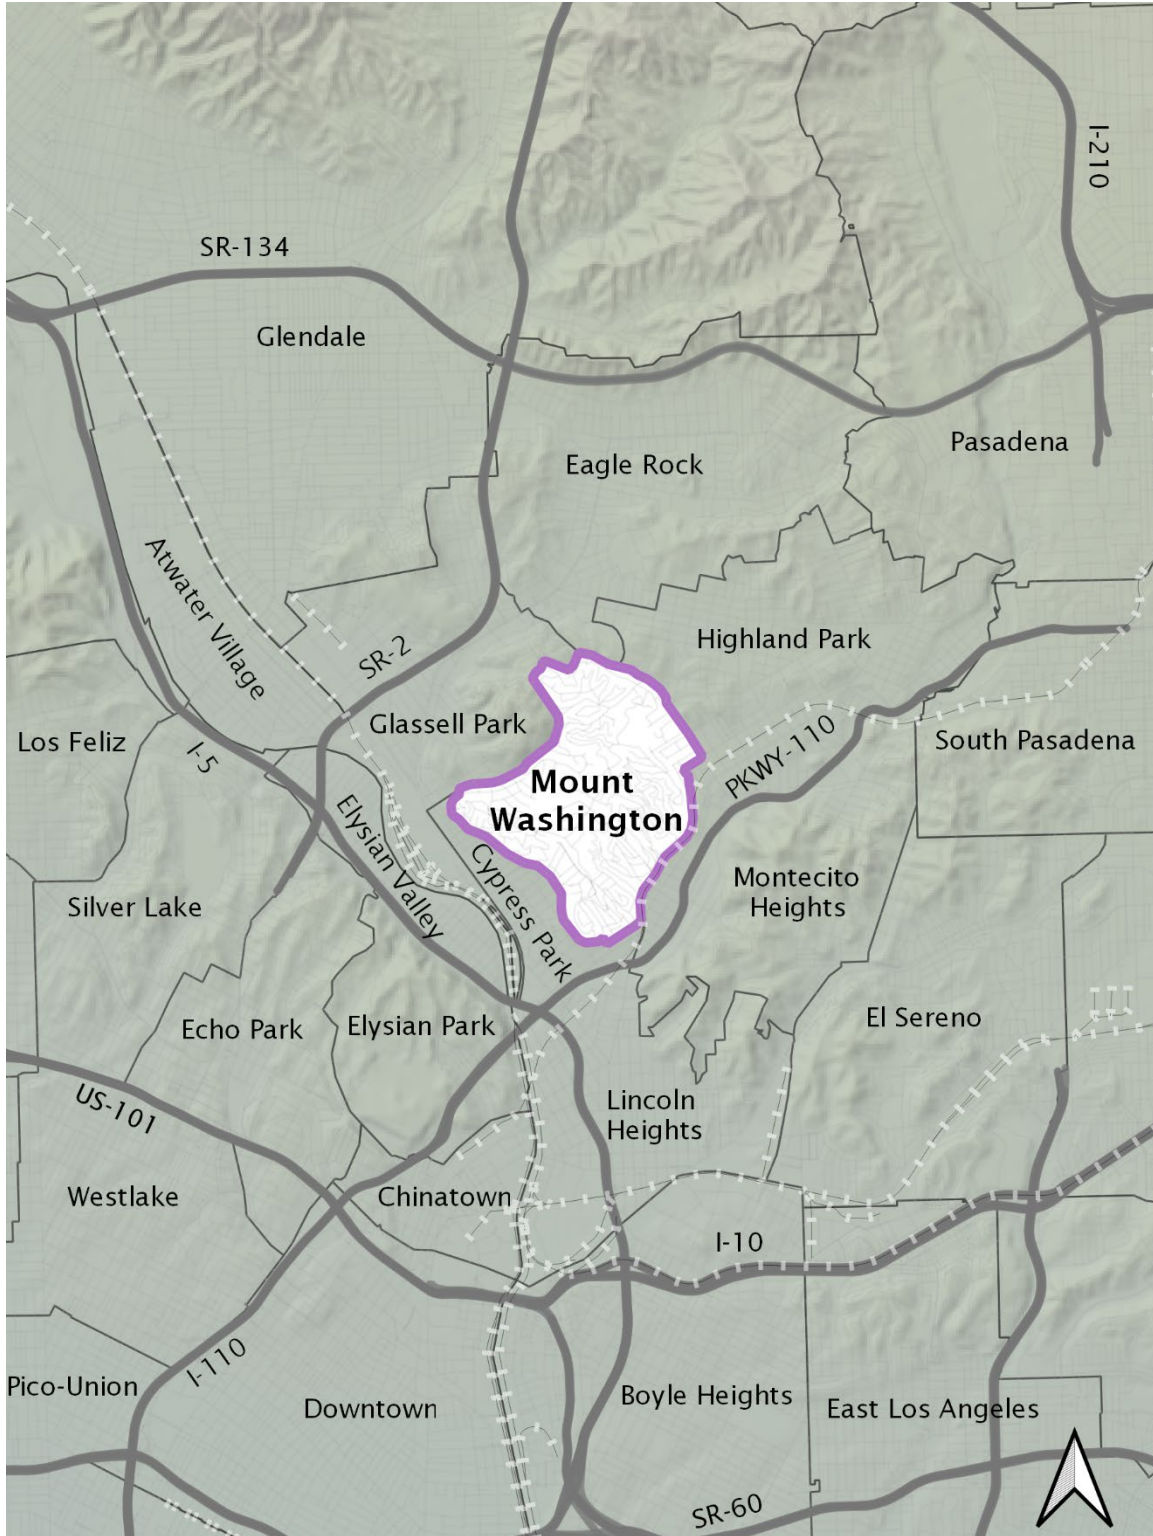 I-210
SR-134
Glendale
Pasadena
Eagle Rock
Atwater Village
SR-2
Highland Park
Glassell Park
Los Feliz
I-5
PKWY-110
South Pasadena
Mount
Washington
Elysian Valley
Cypress Park
Montecito
Heights
Silver Lake
El Sereno
Echo Park
Elysian Park
US-101
Lincoln
Heights
Westlake
Chinatown
I-10
I-110
Pico-Union
Downtown
Boyle Heights
East Los Angeles
SR-60